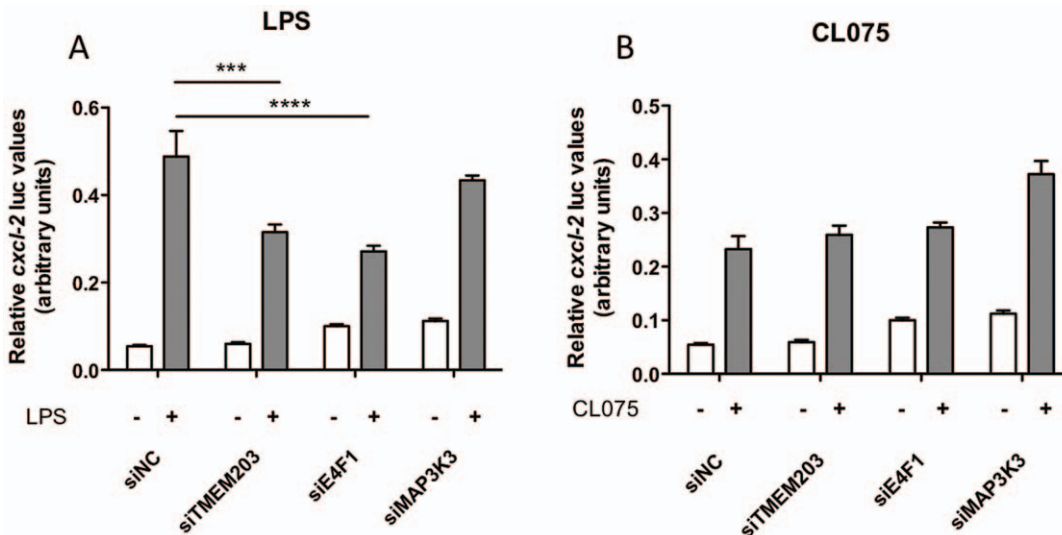 LPS
A
***
****
Relative cxcl-2 luc values
(arbitrary units)
0.6
0.4
0.2
0.0
LPS - + - + - + - +
siNC
siTMEM203
siE4F1
siMAP3K3
CL075
B
Relative cxcl-2 luc values
(arbitrary units)
0.5
0.4
0.3
0.2
0.1
0.0
CL075 - + - + - + - +
siNC
siTMEM203
siE4F1
siMAP3K3